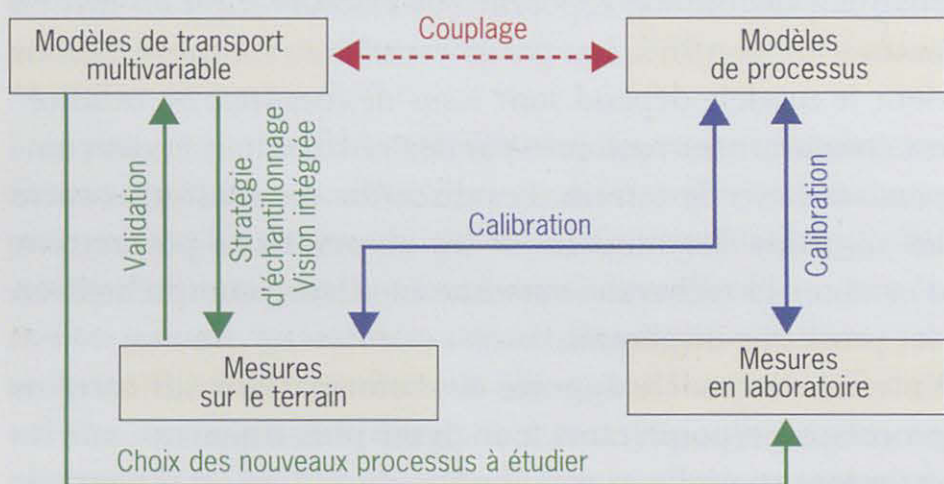 Modèles de transport
multivariable
Couplage
Modèles
de processus
Validation
Stratégie
d'échantillonnage
Vision intégrée
Calibration
Calibration
Mesures
sur le terrain
Mesures
en laboratoire
Choix des nouveaux processus à étudier